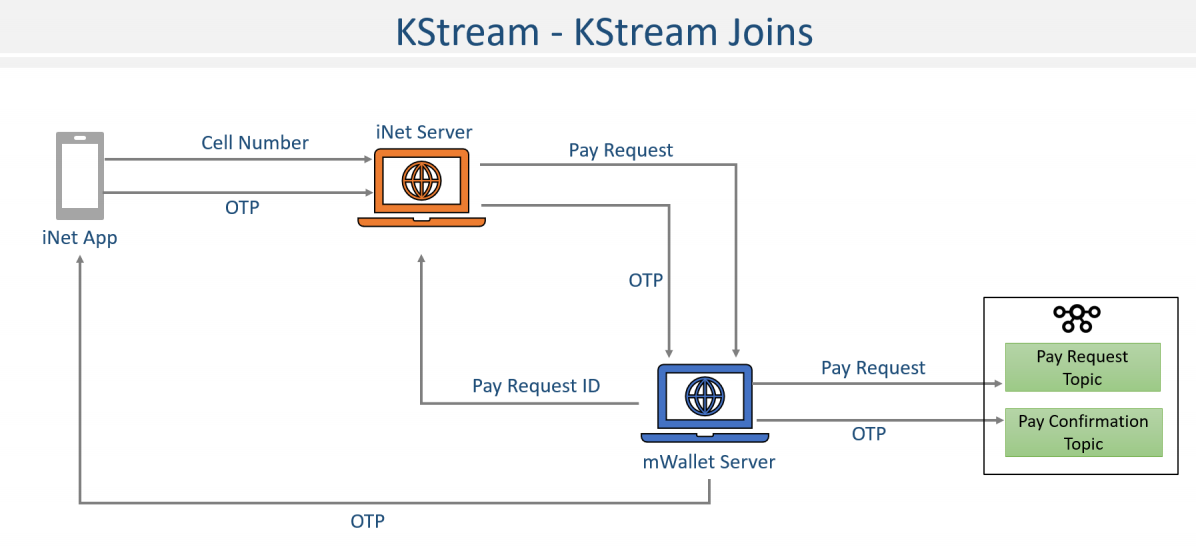 KStream - KStream Joins
iNet Server
Cell Number
Pay Request
OTP
iNet App
OTP
Pay Request
Topic
Pay Request
Pay Request ID
Pay Confirmation
Topic
OTP
mWallet Server
OTP